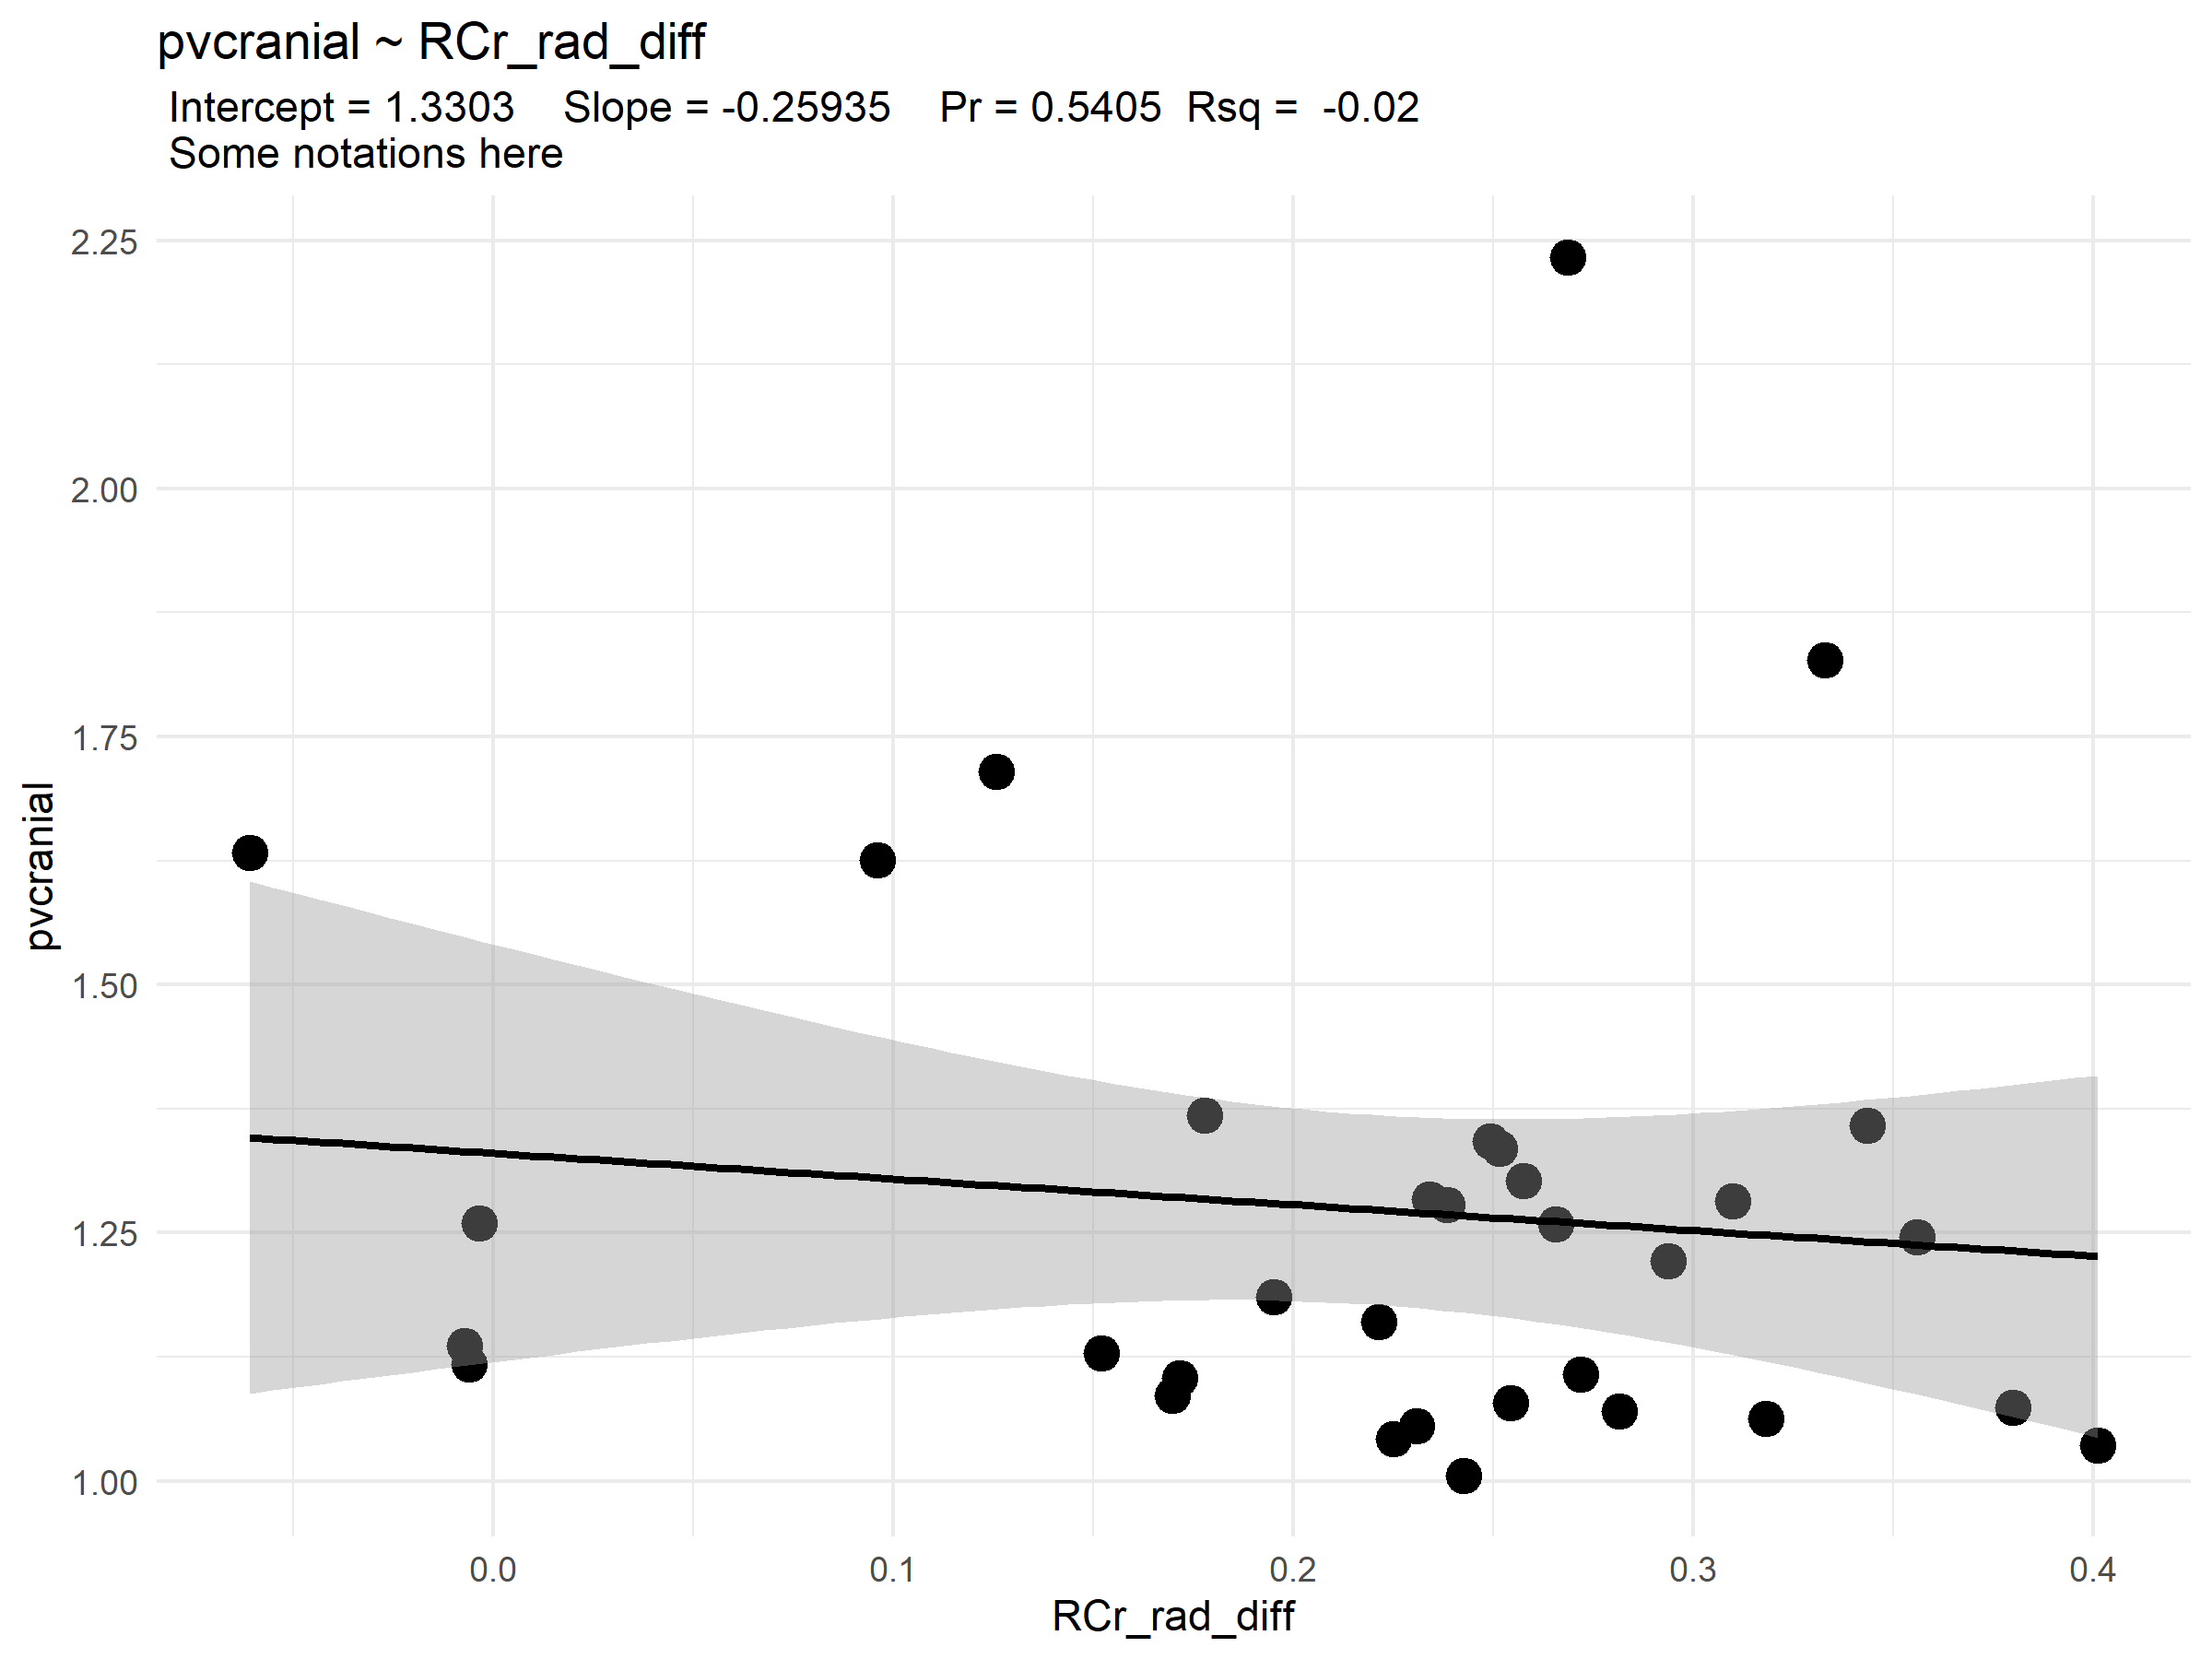 pvcranial ~ RCr_rad_diff
Intercept = 1.3303 Slope = -0.25935 Pr = 0.5405 Rsq = -0.02
Some notations here
2.25
2.00
1.75
1.50
1.25
1.00
pvcranial
0.0 0.1 0.2 0.3 0.4
RCr_rad_diff